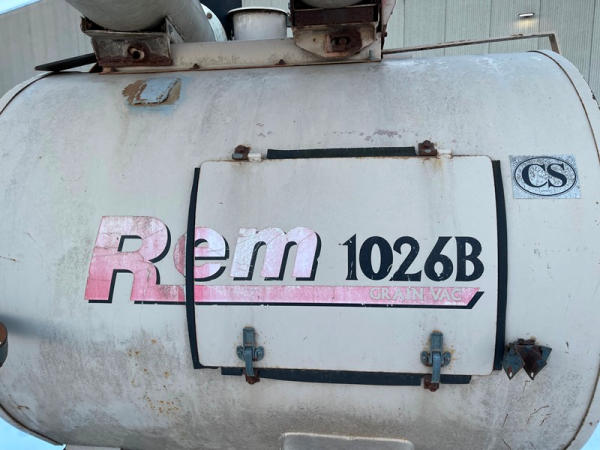 Rem 1026B
GRAIN VAC
CS